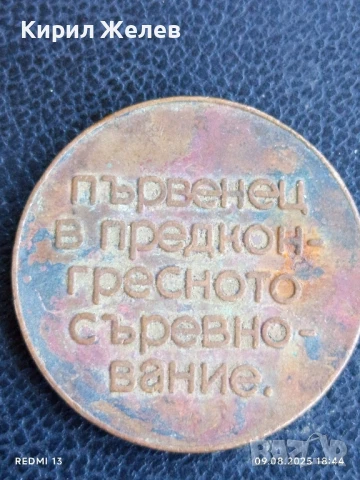 Кирил Желев
първенец
в предкон-
гресното
съревно-
вание.
REDMI 13
09.08.2025 18:44